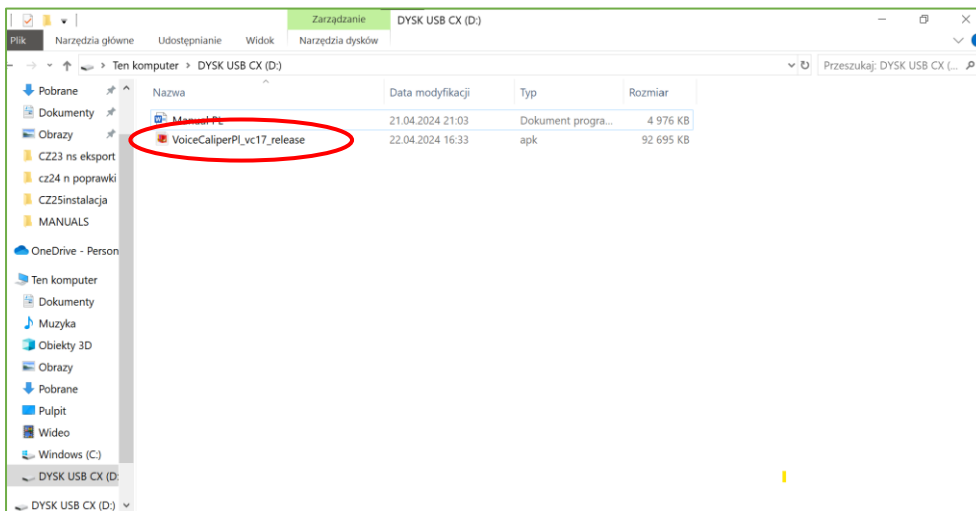 Zarządzanie DYSK USB CX (D:)
Plik Narzędzia główne Udostępnianie Widok Narzędzia dysków
Ten komputer > DYSK USB CX (D:) Przeszukaj: DYSK USB CX (...
Nazwa Data modyfikacji Typ Rozmiar
Manual PL 21.04.2024 21:03 Dokument progra... 4 976 KB
VoiceCaliperPl_vc17_release 22.04.2024 16:33 apk 92 695 KB
Pobrane
Dokumenty
Obrazy
CZ23 ns eksport
cz24 n poprawki
CZ25instalacja
MANUALS
OneDrive - Person
Ten komputer
Dokumenty
Muzyka
Obiekty 3D
Obrazy
Pobrane
Pulpit
Wideo
Windows (C:)
DYSK USB CX (D:
DYSK USB CX (D:)